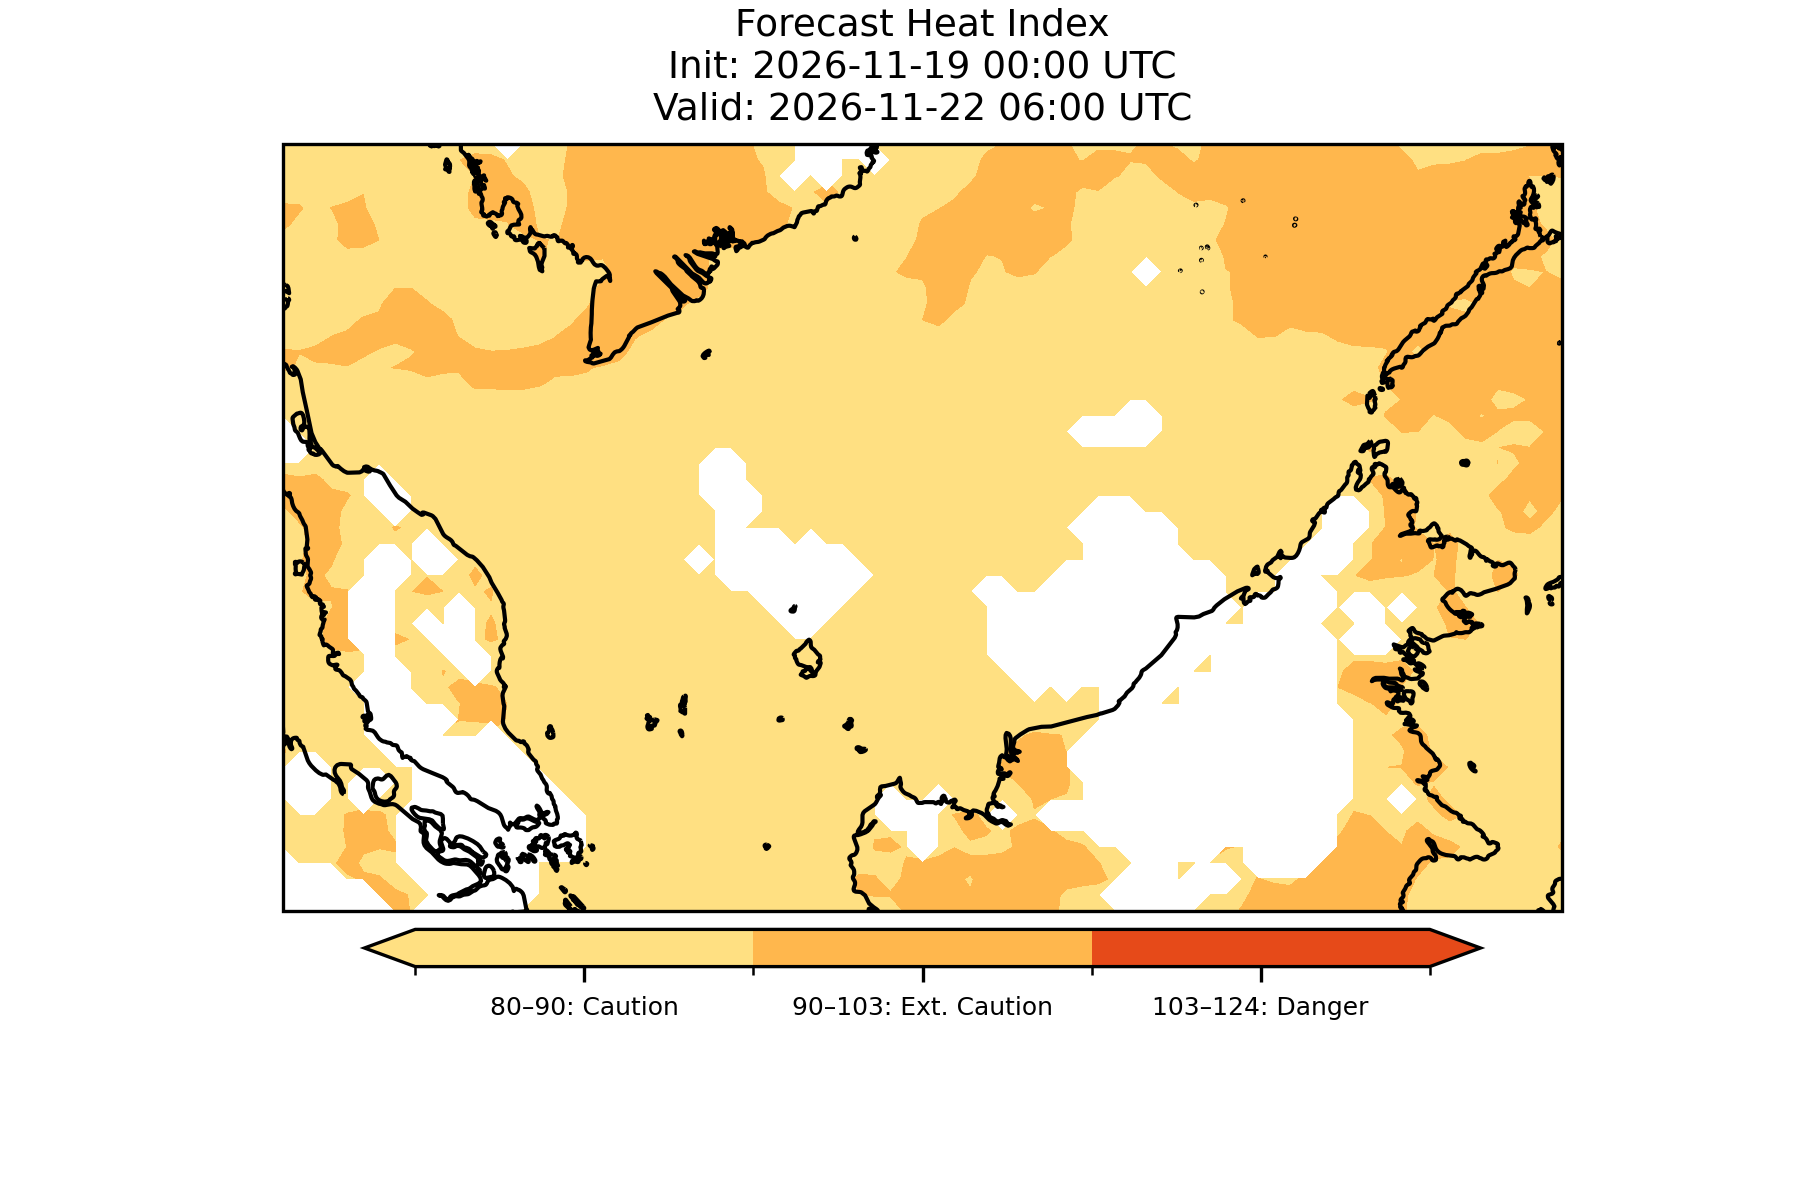 Forecast Heat Index
Init: 2026-11-19 00:00 UTC
Valid: 2026-11-22 06:00 UTC
80–90: Caution
90–103: Ext. Caution
103–124: Danger